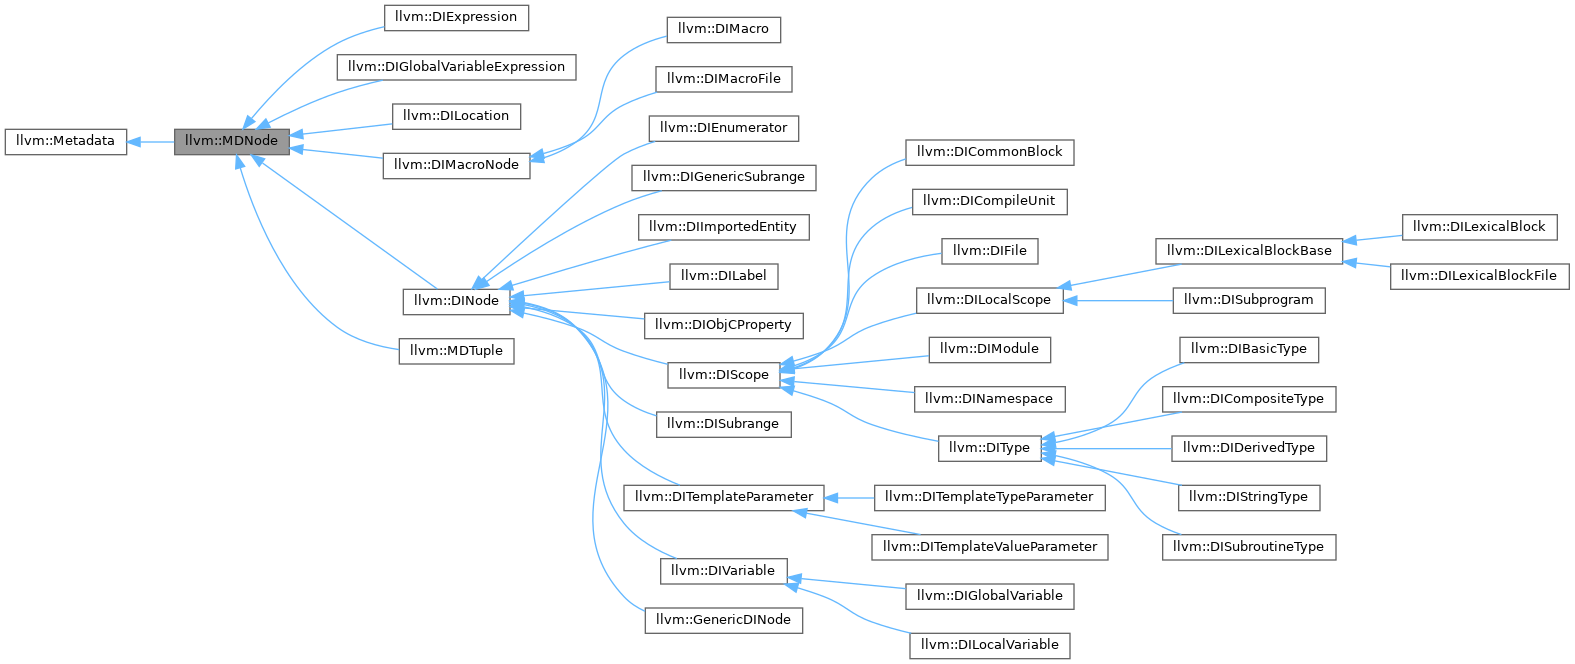 llvm::Metadata
llvm::MDNode
llvm::DIExpression
llvm::DIGlobalVariableExpression
llvm::DILocation
llvm::DIMacroNode
llvm::DINode
llvm::MDTuple
llvm::DIMacro
llvm::DIMacroFile
llvm::DIEnumerator
llvm::DIGenericSubrange
llvm::DIImportedEntity
llvm::DILabel
llvm::DIObjCProperty
llvm::DIScope
llvm::DISubrange
llvm::DITemplateParameter
llvm::DIVariable
llvm::GenericDINode
llvm::DICommonBlock
llvm::DICompileUnit
llvm::DIFile
llvm::DILocalScope
llvm::DIModule
llvm::DINamespace
llvm::DIType
llvm::DITemplateTypeParameter
llvm::DITemplateValueParameter
llvm::DIGlobalVariable
llvm::DILocalVariable
llvm::DILexicalBlockBase
llvm::DISubprogram
llvm::DIBasicType
llvm::DICompositeType
llvm::DIDerivedType
llvm::DIStringType
llvm::DISubroutineType
llvm::DILexicalBlock
llvm::DILexicalBlockFile